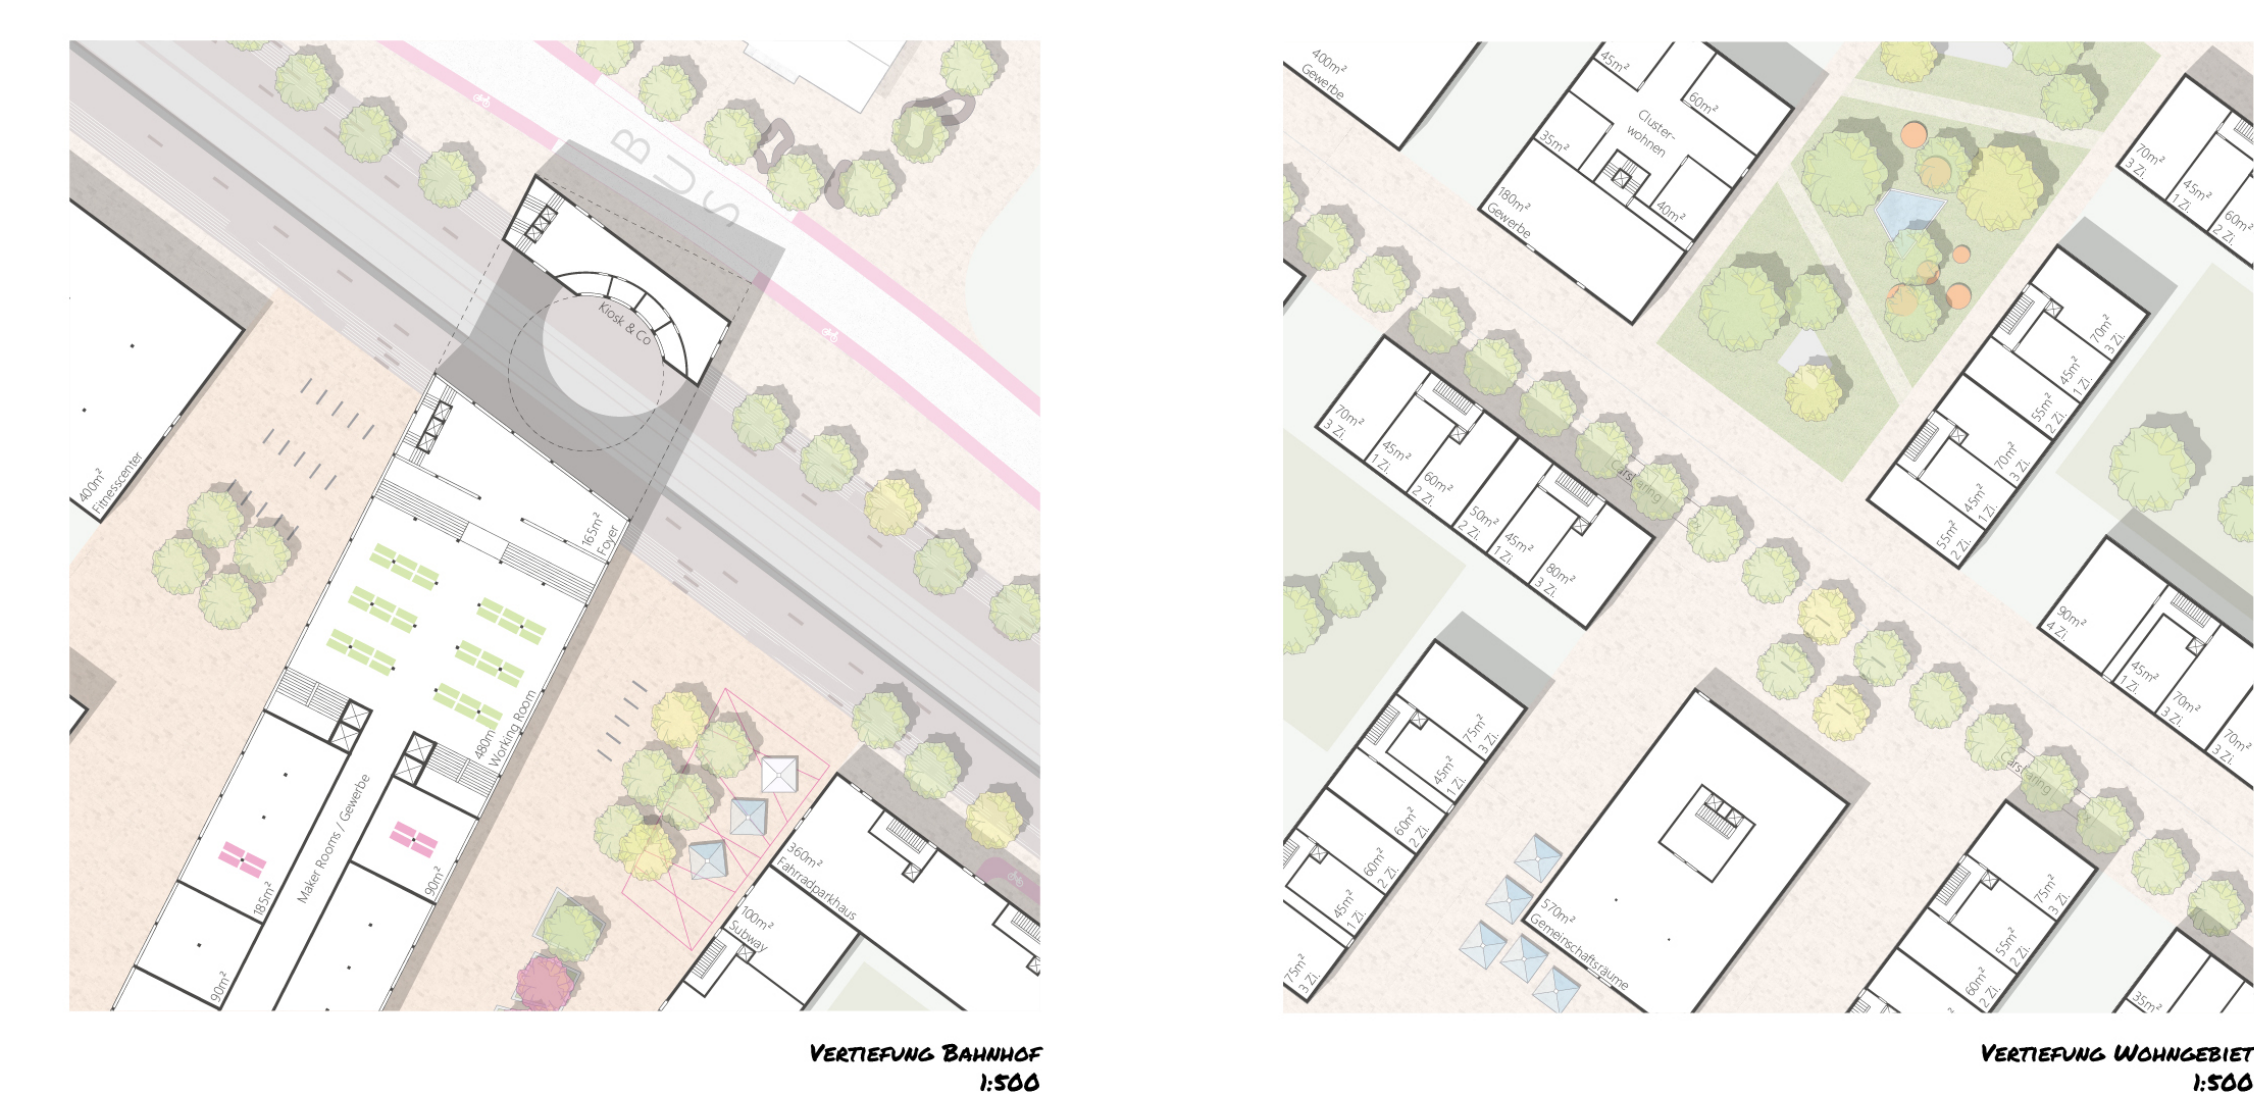 BUS
Kiosk & Co
400m²
Fitnesscenter
165m²
Foyer
480m
Working Room
Maker Rooms / Gewerbe
185m²
90m²
90m²
360m²
Fahrradparkhaus
100m²
Subway
VERTIEFUNG BAHNHOF
1:500
400m²
Gewerbe
45m²
60m²
Cluster-
wohnen
35m²
180m²
Gewerbe
40m²
70m²
3 Zi.
45m²
1 Zi.
60m²
2 Zi.
70m²
3 Zi.
45m²
1 Zi.
55m²
2 Zi.
70m²
3 Zi.
45m²
1 Zi.
55m²
2 Zi.
70m²
3 Zi.
45m²
1 Zi.
60m²
2 Zi.
50m²
2 Zi.
45m²
1 Zi.
80m²
3 Zi.
Carsharing
90m²
4 Zi.
45m²
1 Zi.
70m²
3 Zi.
70m²
3 Zi.
75m²
3 Zi.
45m²
1 Zi.
60m²
2 Zi.
60m²
2 Zi.
45m²
1 Zi.
75m²
3 Zi.
570m²
Gemeinschaftsräume
Carsharing
75m²
3 Zi.
55m²
2 Zi.
60m²
2 Zi.
35m²
VERTIEFUNG WOHNGEBIET
1:500